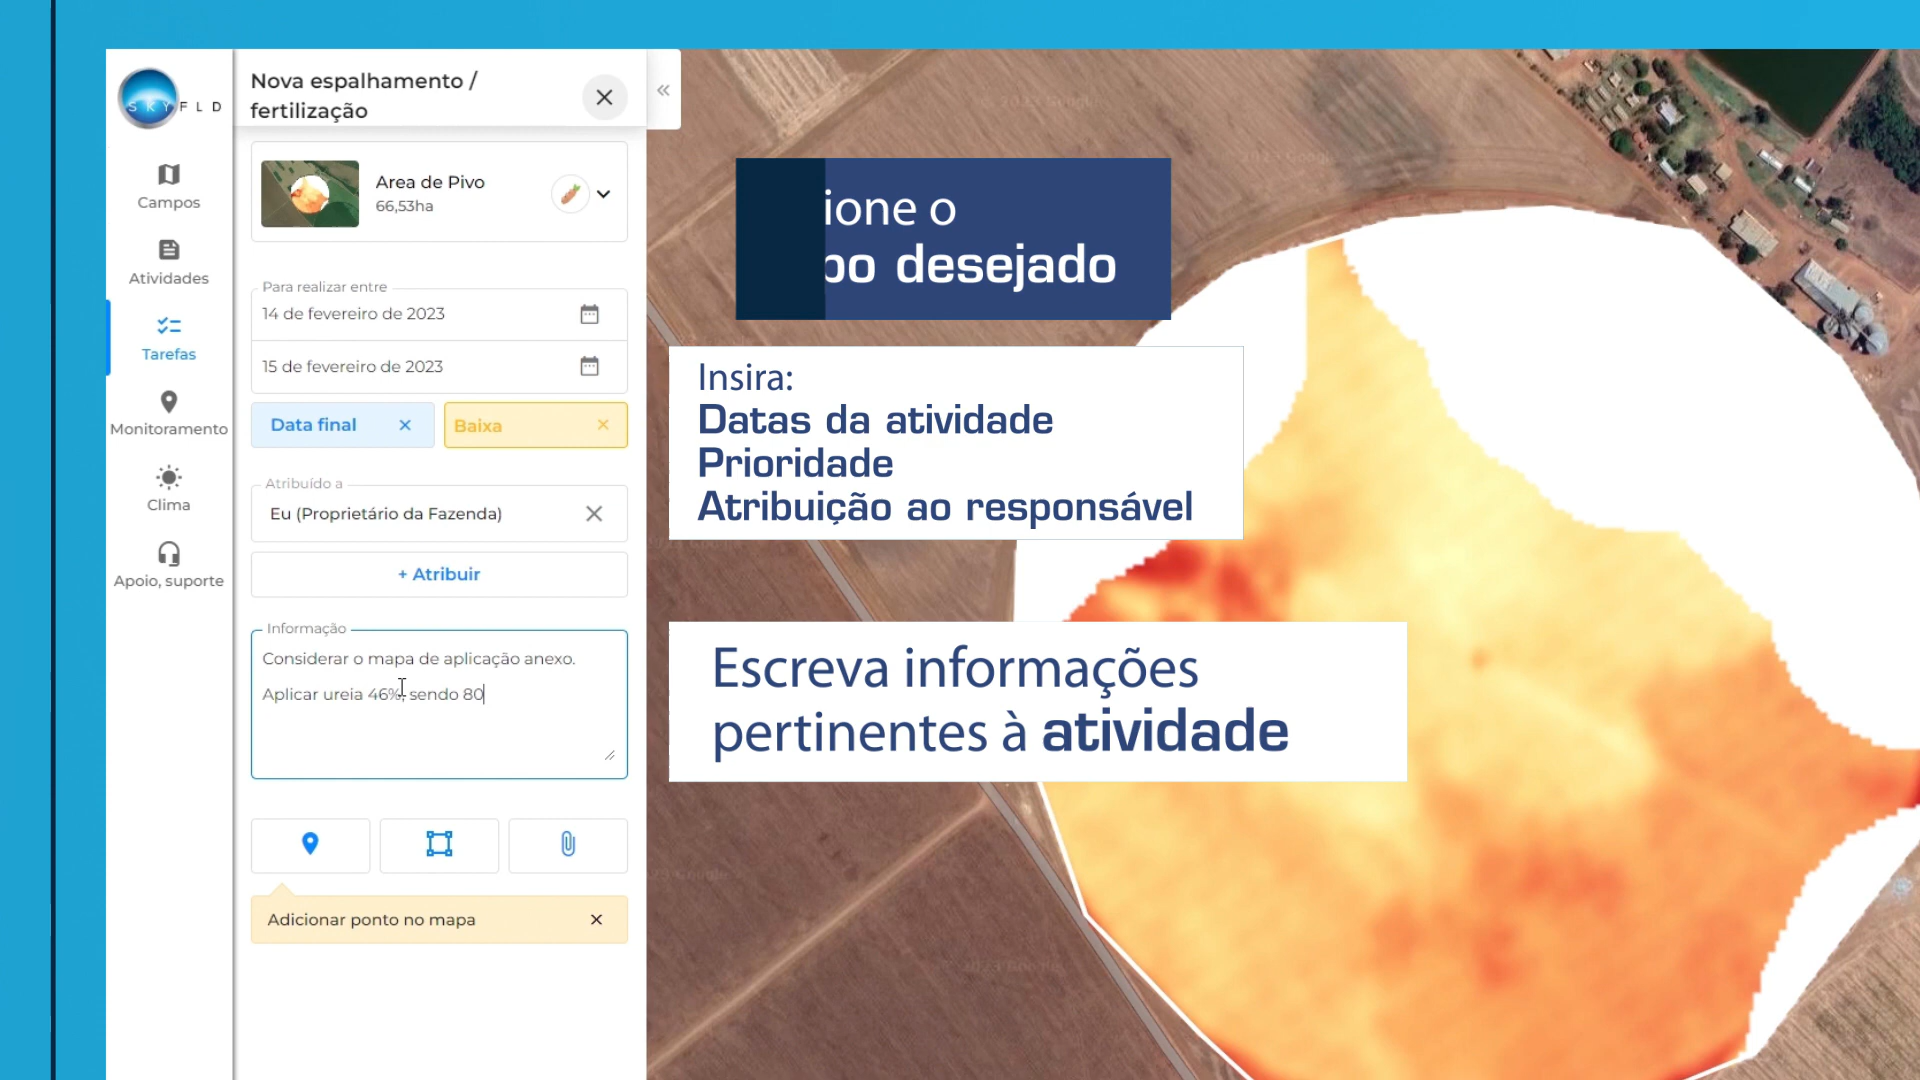 SKYFLD
Campos
Atividades
Tarefas
Monitoramento
Clima
Apoio, suporte
Nova espalhamento /
fertilização
Area de Pivo
66,53ha
Para realizar entre
14 de fevereiro de 2023
15 de fevereiro de 2023
Data final
Baixa
Atribuído a
Eu (Proprietário da Fazenda)
+ Atribuir
Informação
Considerar o mapa de aplicação anexo.
Aplicar ureia 46%, sendo 80
Adicionar ponto no mapa
ione o
po desejado
Insira:
Datas da atividade
Prioridade
Atribuição ao responsável
Escreva informações
pertinentes à atividade